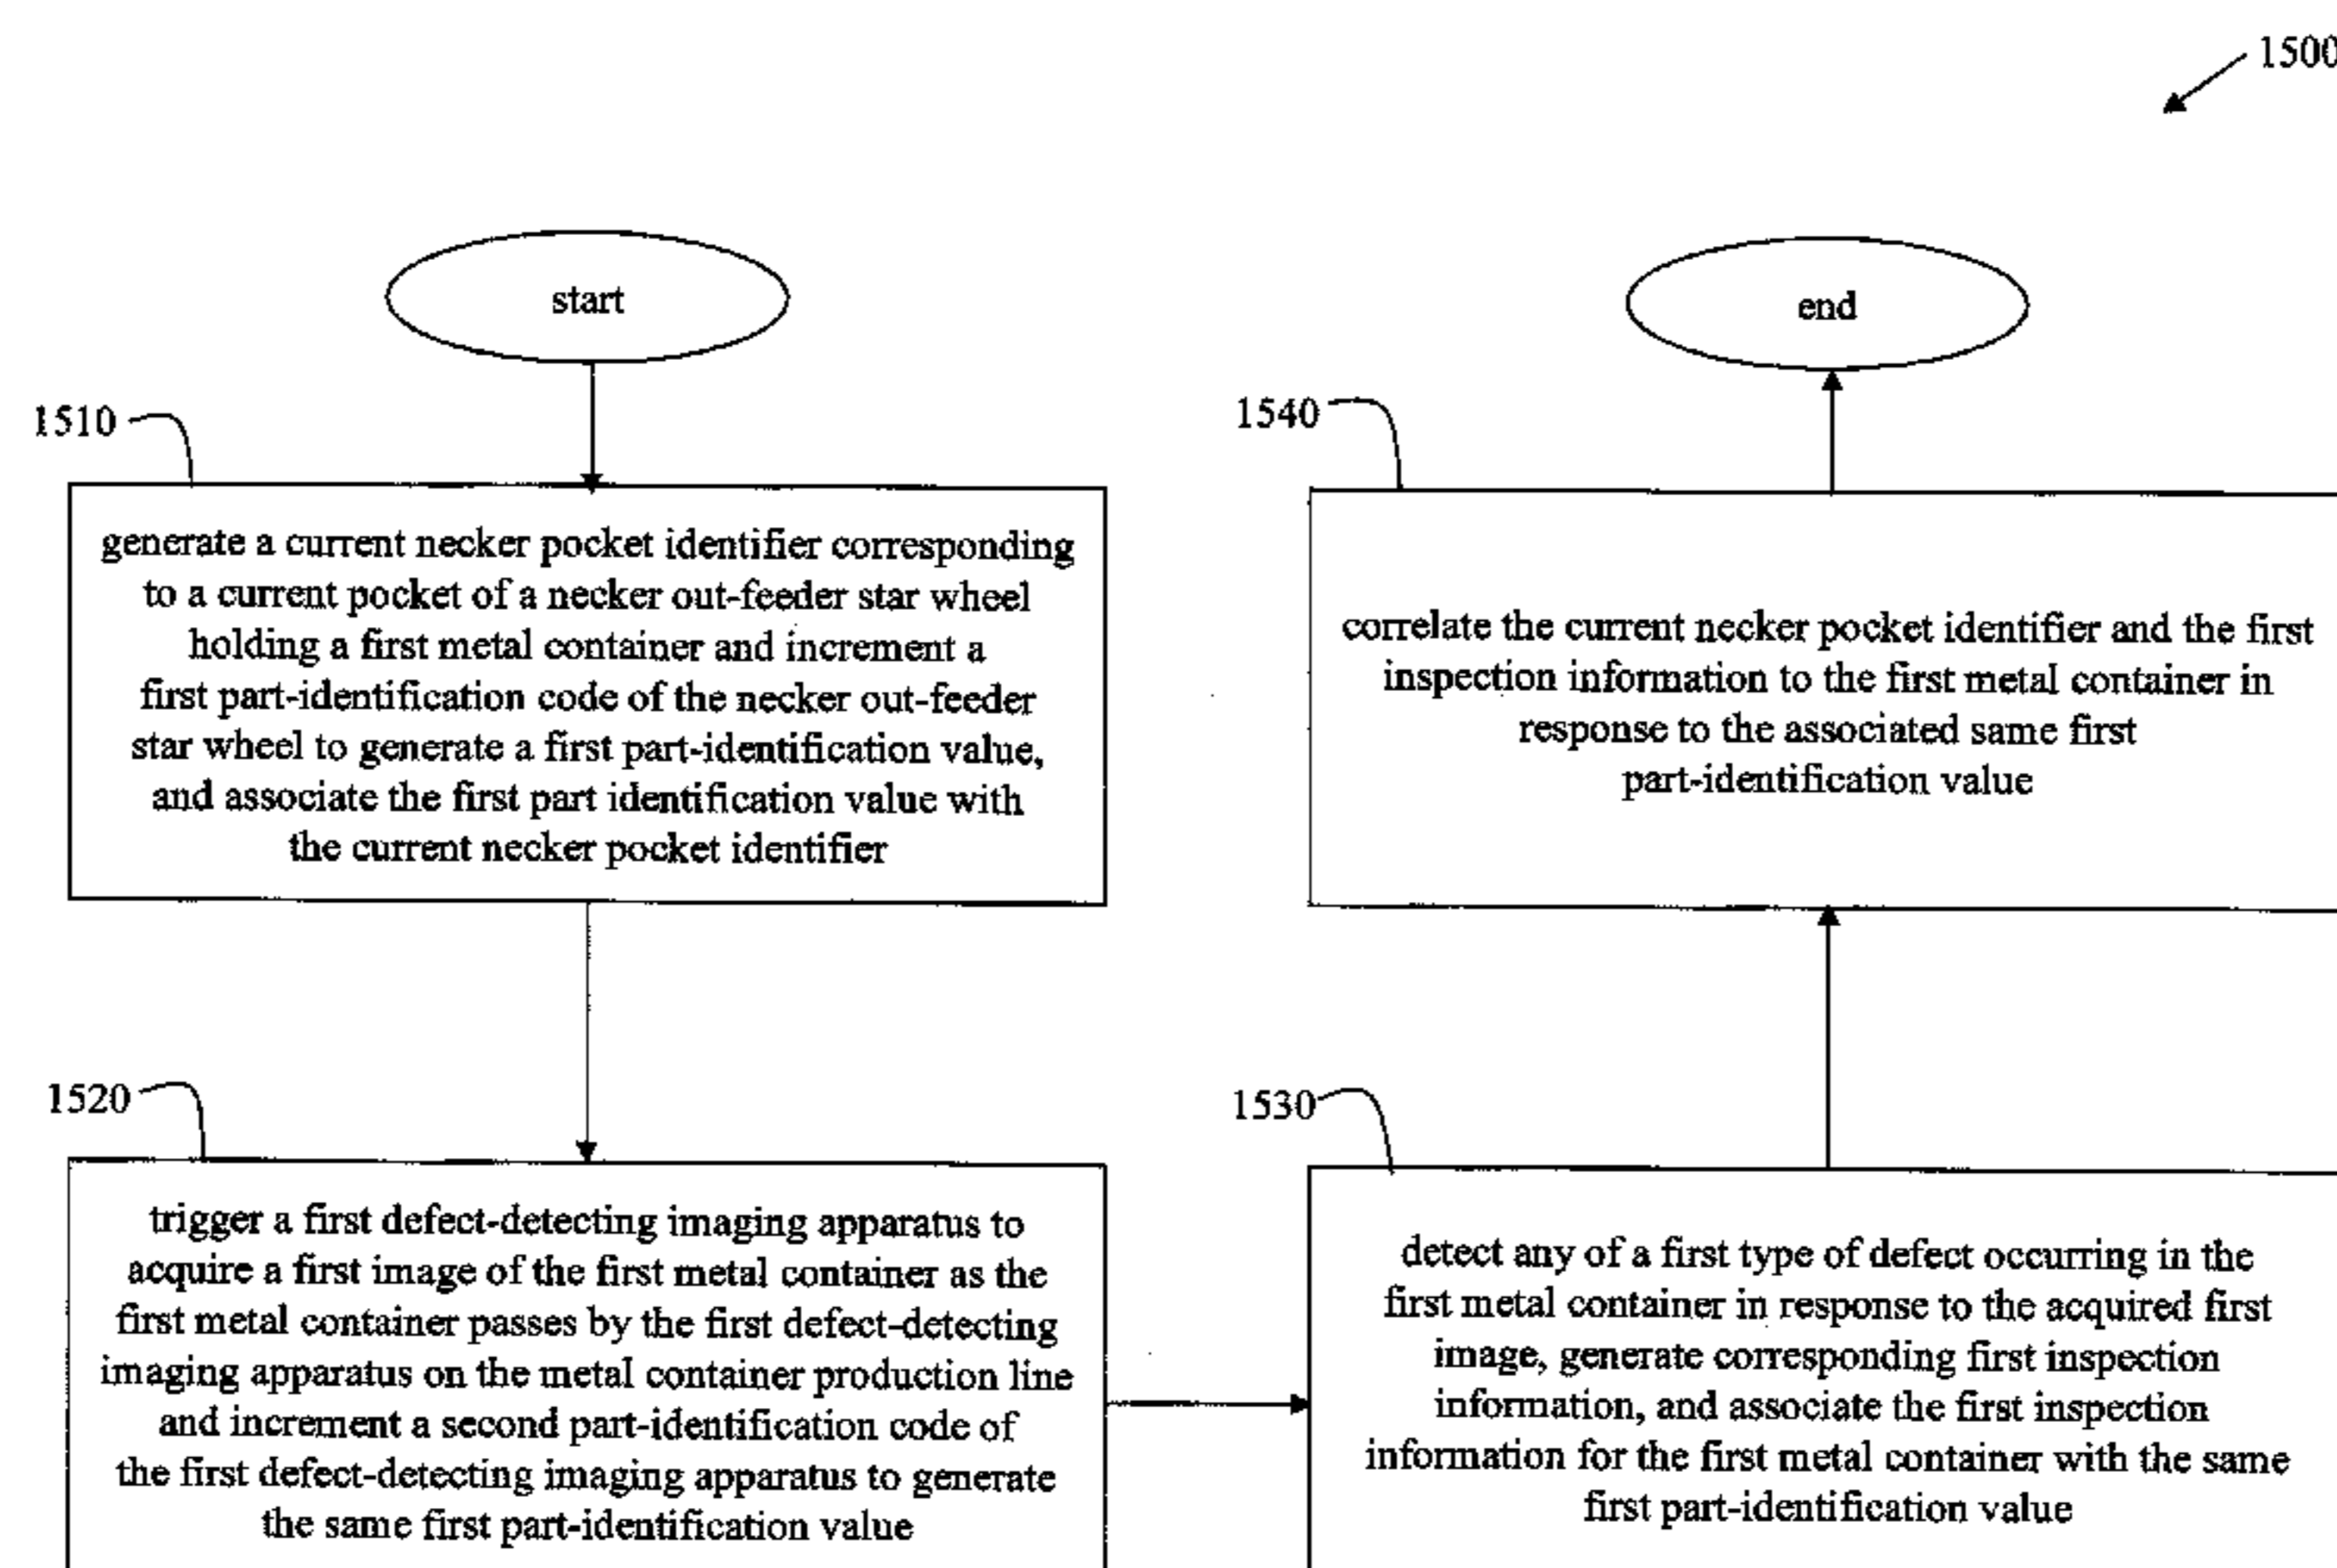 1500
start
1510
generate a current necker pocket identifier corresponding
to a current pocket of a necker out-feeder star wheel
holding a first metal container and increment a
first part-identification code of the necker out-feeder
star wheel to generate a first part-identification value,
and associate the first part identification value with
the current necker pocket identifier
1520
trigger a first defect-detecting imaging apparatus to
acquire a first image of the first metal container as the
first metal container passes by the first defect-detecting
imaging apparatus on the metal container production line
and increment a second part-identification code of
the first defect-detecting imaging apparatus to generate
the same first part-identification value
1530
detect any of a first type of defect occurring in the
first metal container in response to the acquired first
image, generate corresponding first inspection
information, and associate the first inspection
information for the first metal container with the same
first part-identification value
1540
correlate the current necker pocket identifier and the first
inspection information to the first metal container in
response to the associated same first
part-identification value
end